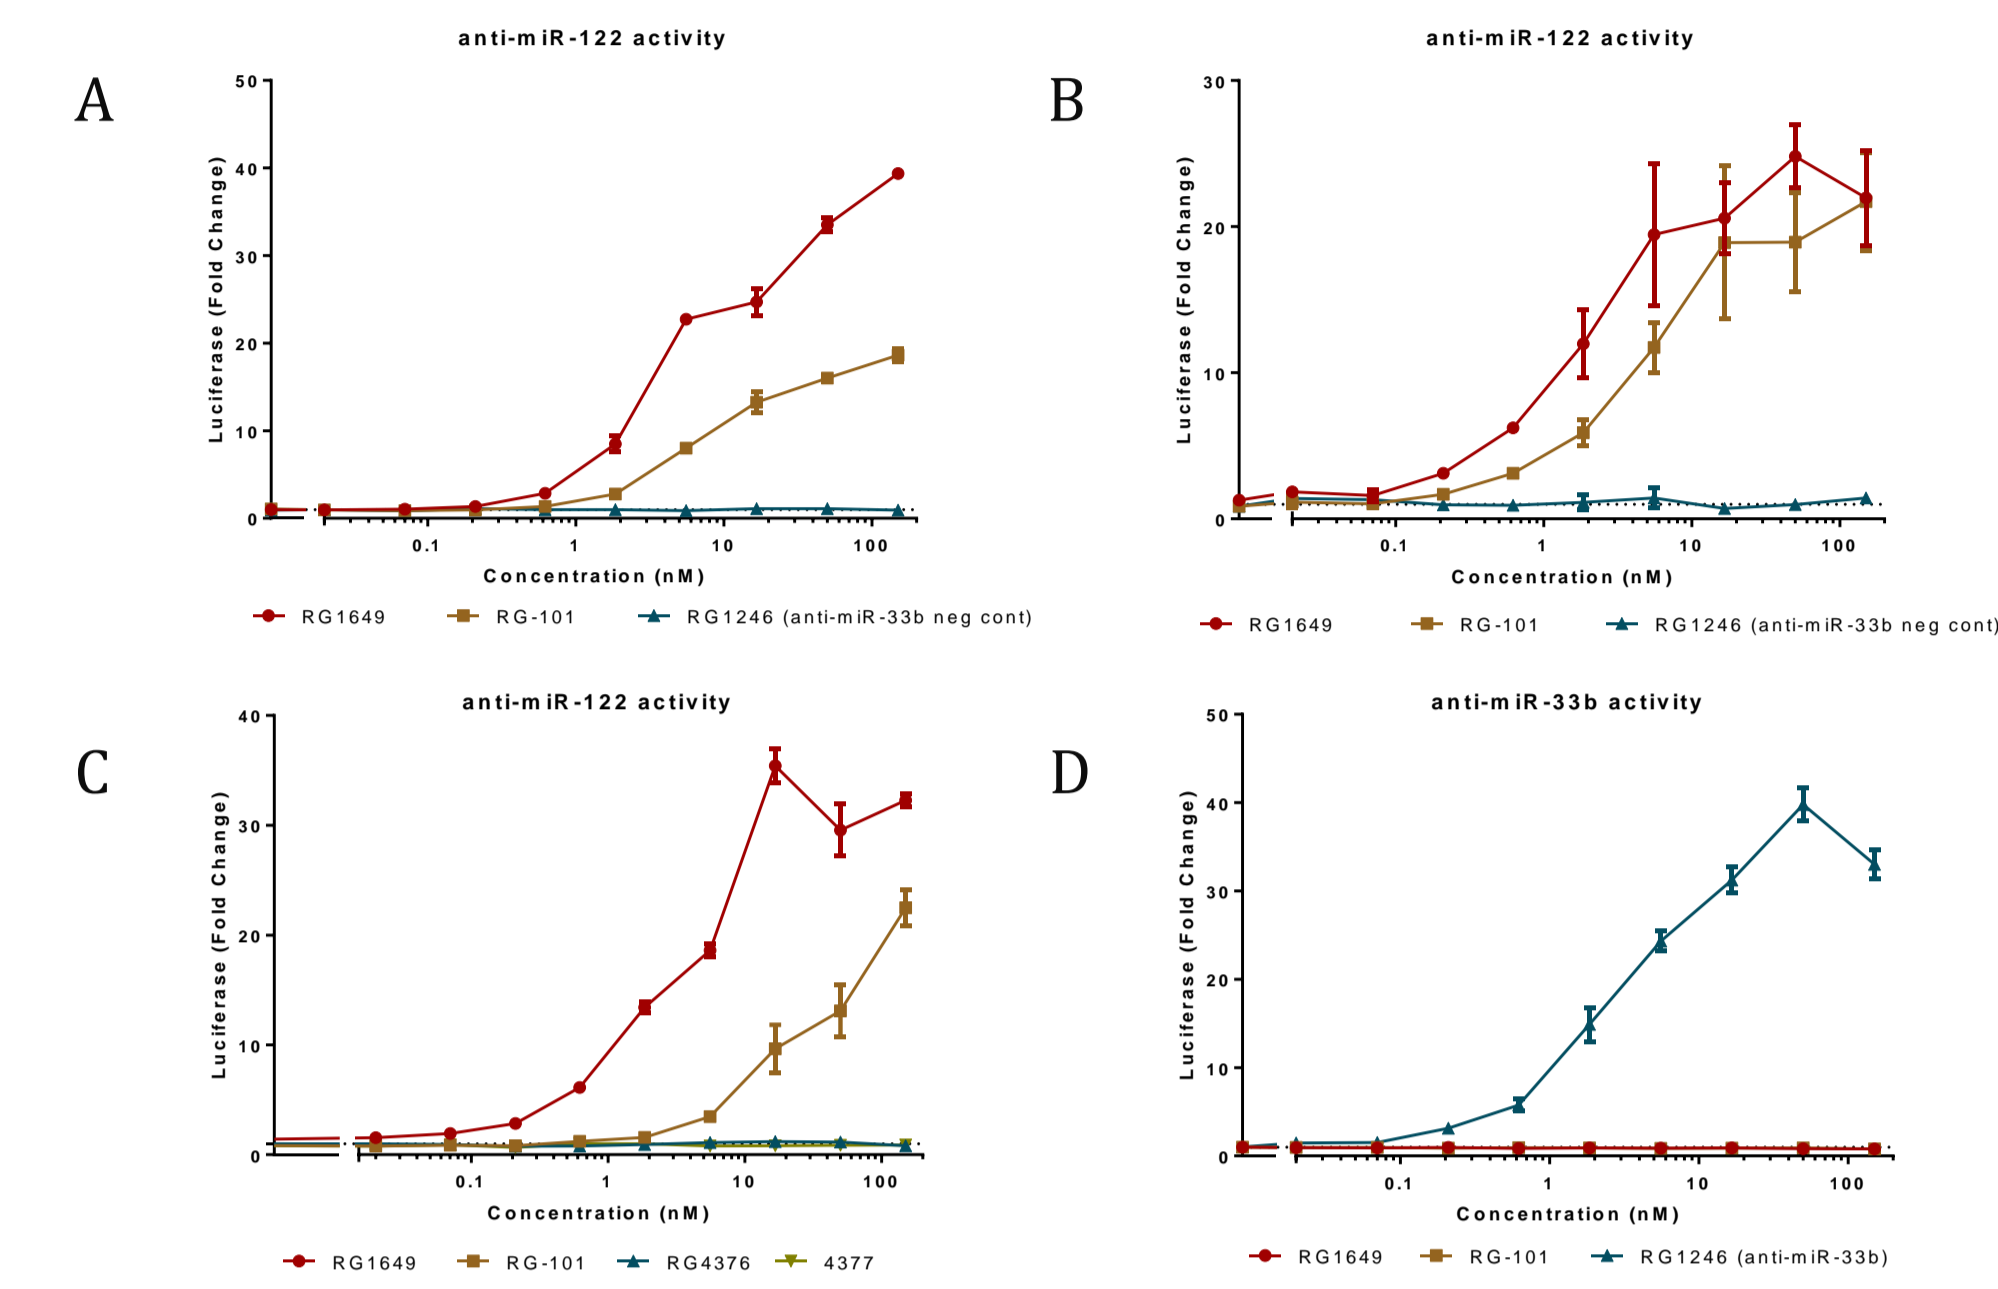 A
anti-miR-122 activity
Luciferase (Fold Change)
50
40
30
20
10
0
0.1 1 10 100
Concentration (nM)
RG1649 RG-101 RG1246 (anti-miR-33b neg cont)
B
anti-miR-122 activity
Luciferase (Fold Change)
30
20
10
0
0.1 1 10 100
Concentration (nM)
RG1649 RG-101 RG1246 (anti-miR-33b neg cont)
C
anti-miR-122 activity
Luciferase (Fold Change)
40
30
20
10
0
0.1 1 10 100
Concentration (nM)
RG1649 RG-101 RG4376 4377
D
anti-miR-33b activity
Luciferase (Fold Change)
50
40
30
20
10
0
0.1 1 10 100
Concentration (nM)
RG1649 RG-101 RG1246 (anti-miR-33b)